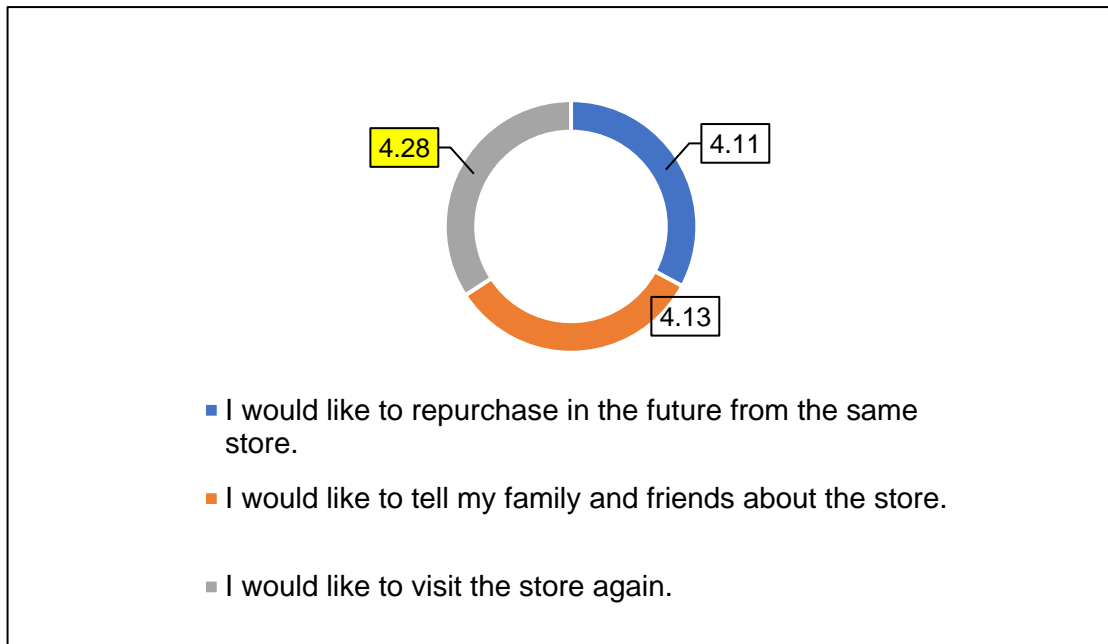 4.28
4.11
4.13
I would like to repurchase in the future from the same
store.
I would like to tell my family and friends about the store.
I would like to visit the store again.